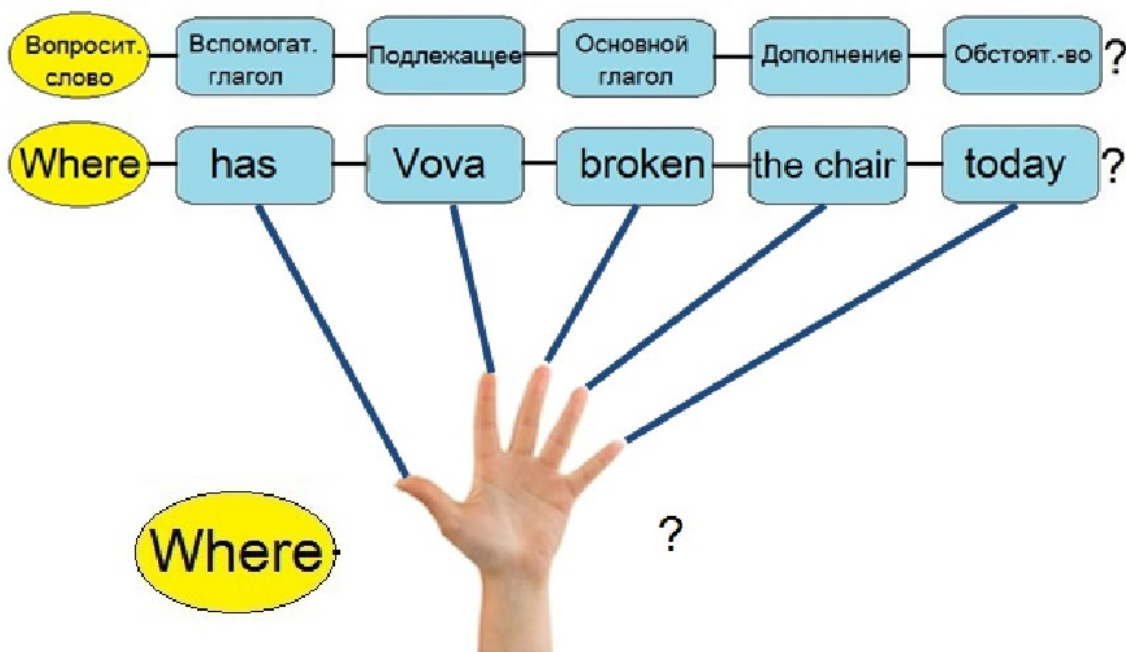 Вопросит. слово
Вспомогат. глагол
Подлежащее
Основной глагол
Дополнение
Обстоят.-во
?
Where has Vova broken the chair today ?
Where ?